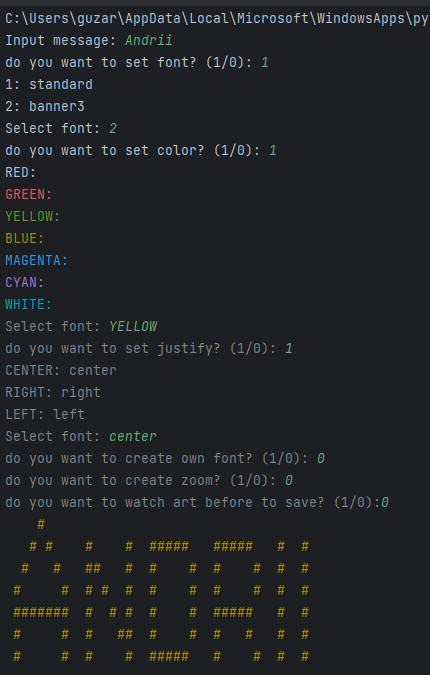 C:\Users\guzar\AppData\Local\Microsoft\WindowsApps\py
Input message: Andrii
do you want to set font? (1/0): 1
1: standard
2: banner3
Select font: 2
do you want to set color? (1/0): 1
RED:
GREEN:
YELLOW:
BLUE:
MAGENTA:
CYAN:
WHITE:
Select font: YELLOW
do you want to set justify? (1/0): 1
CENTER: center
RIGHT: right
LEFT: left
Select font: center
do you want to create own font? (1/0): 0
do you want to create zoom? (1/0): 0
do you want to watch art before to save? (1/0):0
    #
   # #    #    #  #####   #####   #  #
  #   #   ##   #  #    #  #    #  #  #
 #     #  # #  #  #    #  #    #  #  #
 #######  #  # #  #    #  #####   #  #
 #     #  #   ##  #    #  #   #   #  #
 #     #  #    #  #####   #    #  #  #